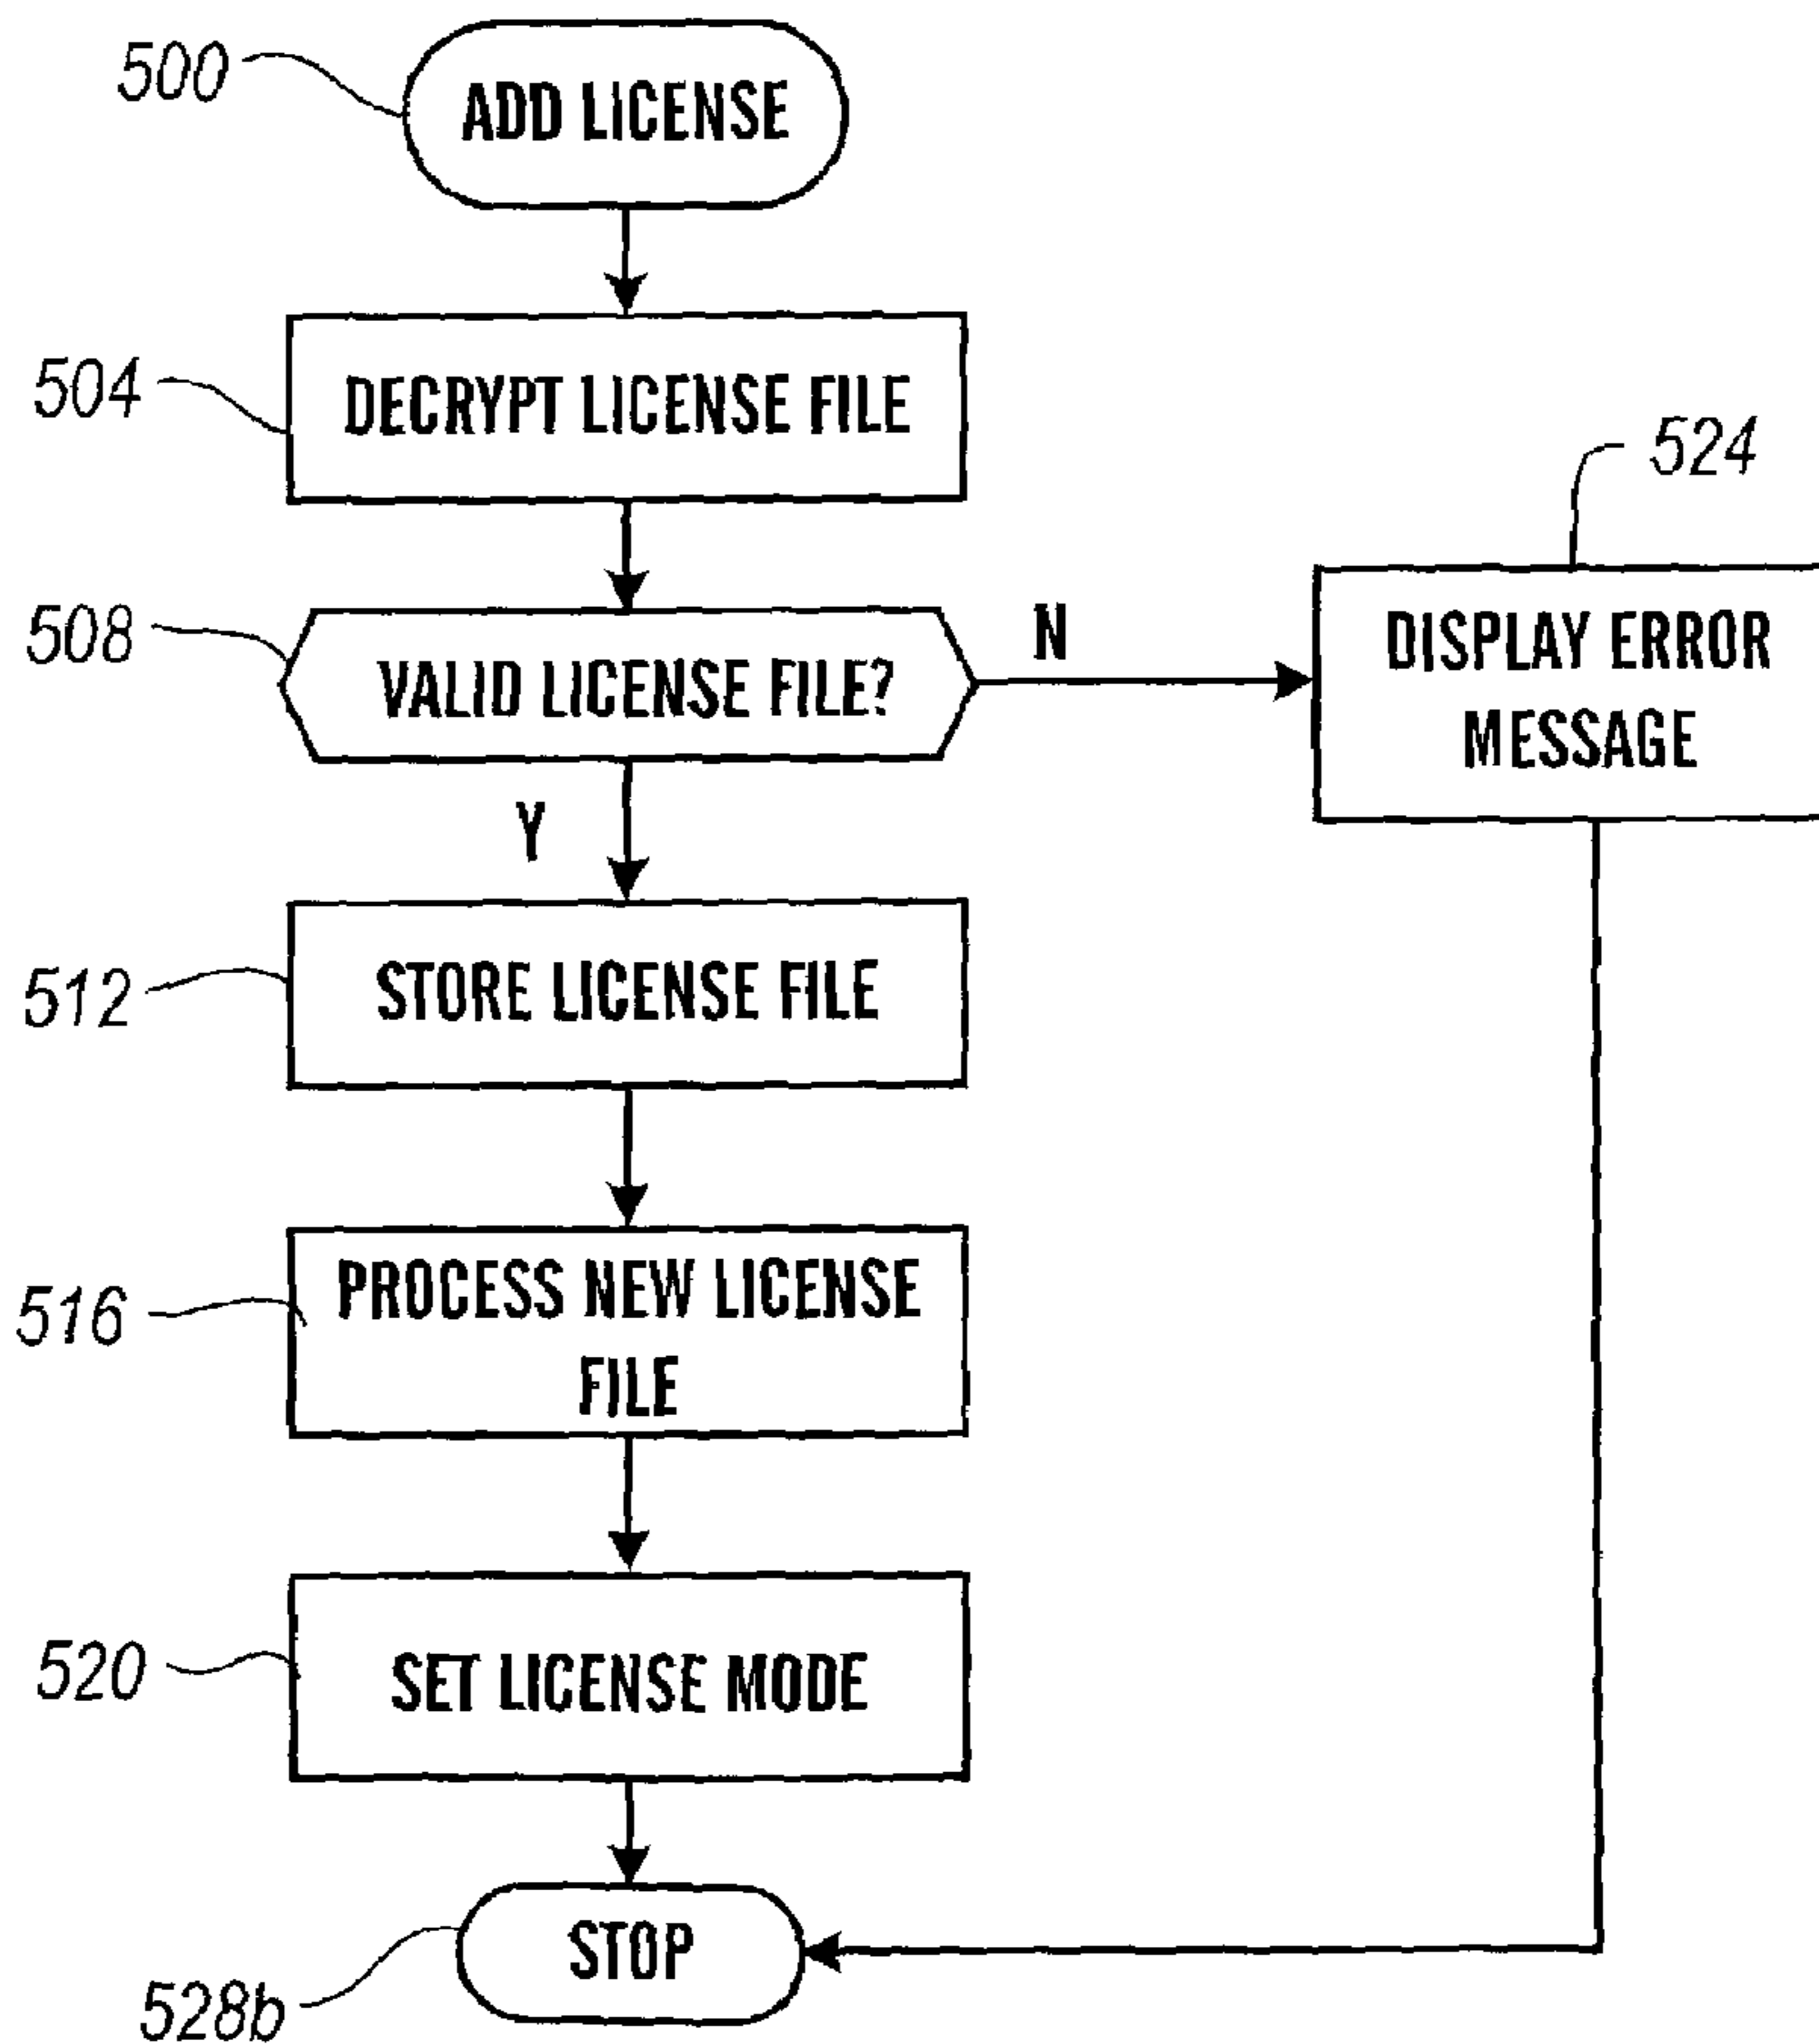 500
ADD LICENSE
504
DECRYPT LICENSE FILE
524
508
VALID LICENSE FILE?
N
DISPLAY ERROR
MESSAGE
Y
512
STORE LICENSE FILE
516
PROCESS NEW LICENSE
FILE
520
SET LICENSE MODE
STOP
528b